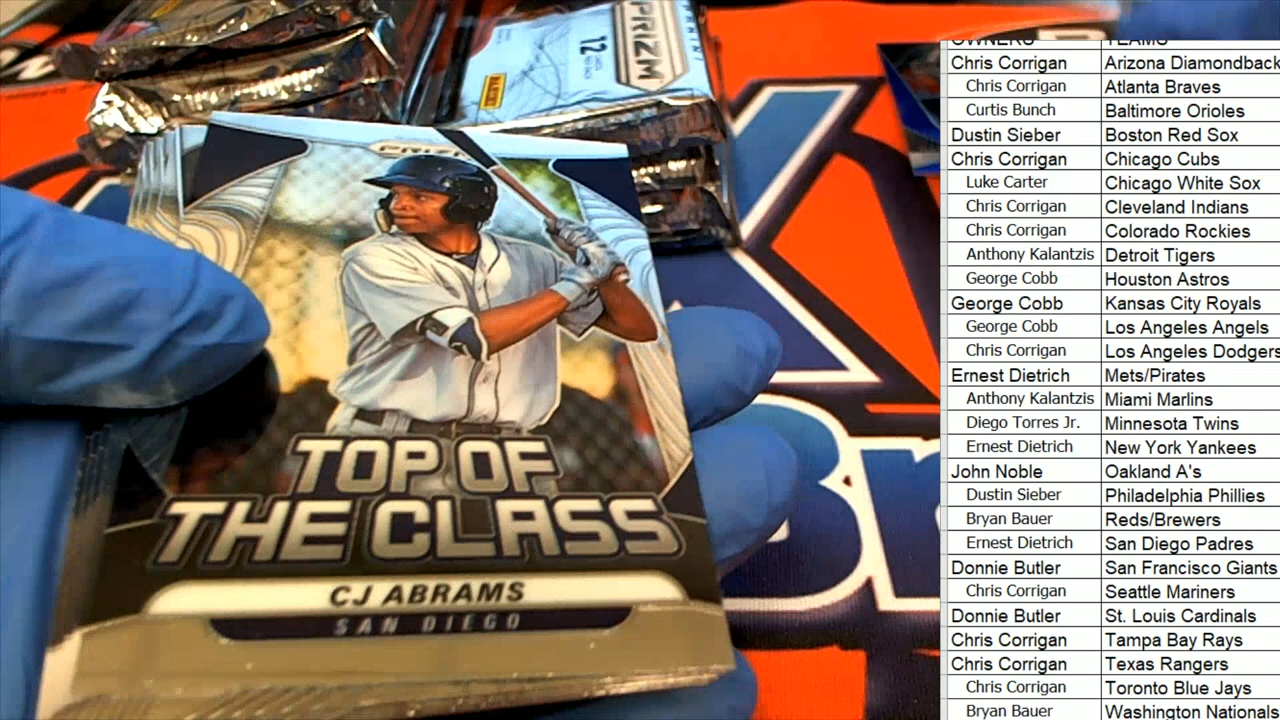 PRIZM
12
PANINI
PRIZM
TOP OF
THE CLASS
CJ ABRAMS
SAN DIEGO
OWNERS TEAMS
Chris Corrigan Arizona Diamondback
Chris Corrigan Atlanta Braves
Curtis Bunch Baltimore Orioles
Dustin Sieber Boston Red Sox
Chris Corrigan Chicago Cubs
Luke Carter Chicago White Sox
Chris Corrigan Cleveland Indians
Chris Corrigan Colorado Rockies
Anthony Kalantzis Detroit Tigers
George Cobb Houston Astros
George Cobb Kansas City Royals
George Cobb Los Angeles Angels
Chris Corrigan Los Angeles Dodgers
Ernest Dietrich Mets/Pirates
Anthony Kalantzis Miami Marlins
Diego Torres Jr. Minnesota Twins
Ernest Dietrich New York Yankees
John Noble Oakland A's
Dustin Sieber Philadelphia Phillies
Bryan Bauer Reds/Brewers
Ernest Dietrich San Diego Padres
Donnie Butler San Francisco Giants
Chris Corrigan Seattle Mariners
Donnie Butler St. Louis Cardinals
Chris Corrigan Tampa Bay Rays
Chris Corrigan Texas Rangers
Chris Corrigan Toronto Blue Jays
Bryan Bauer Washington Nationals